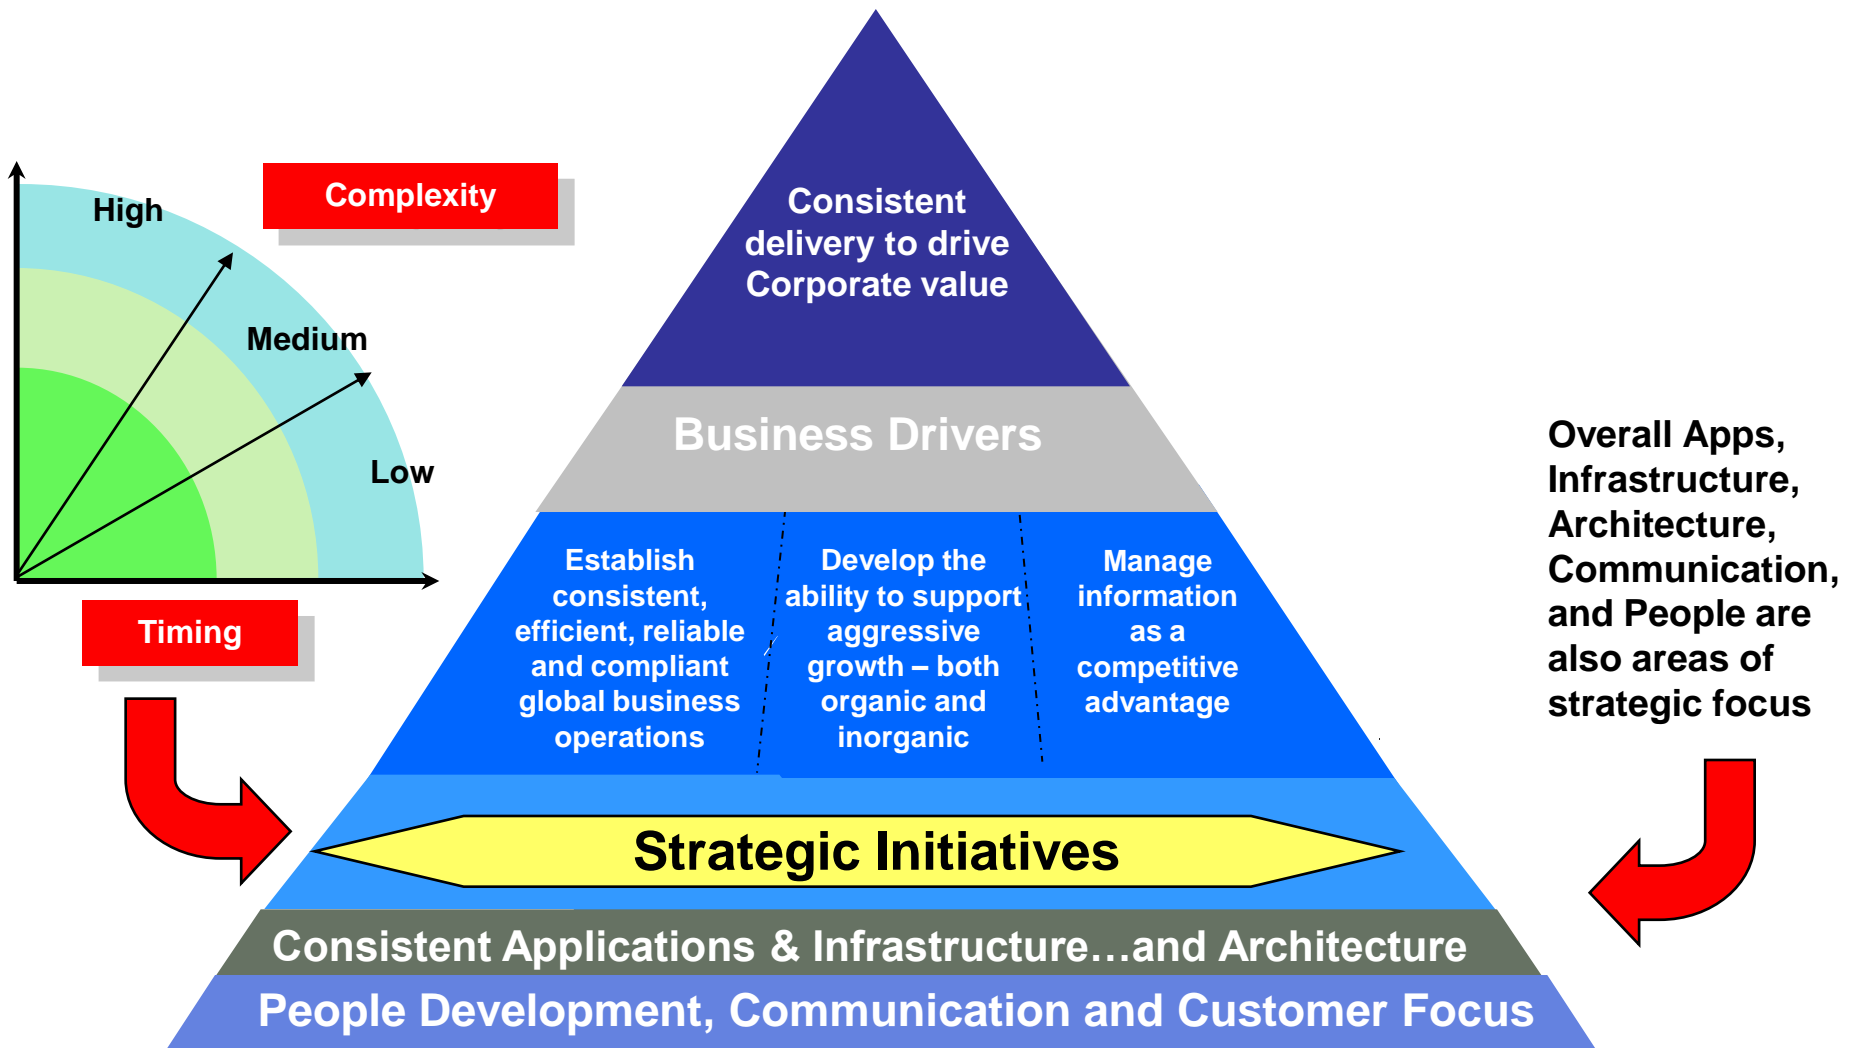 Complexity
High
Medium
Low
Timing
Consistent
delivery to drive
Corporate value
Business Drivers
Establish
consistent,
efficient, reliable
and compliant
global business
operations
Develop the
ability to support
aggressive
growth – both
organic and
inorganic
Manage
information
as a
competitive
advantage
Strategic Initiatives
Consistent Applications & Infrastructure…and Architecture
People Development, Communication and Customer Focus
Overall Apps,
Infrastructure,
Architecture,
Communication,
and People are
also areas of
strategic focus